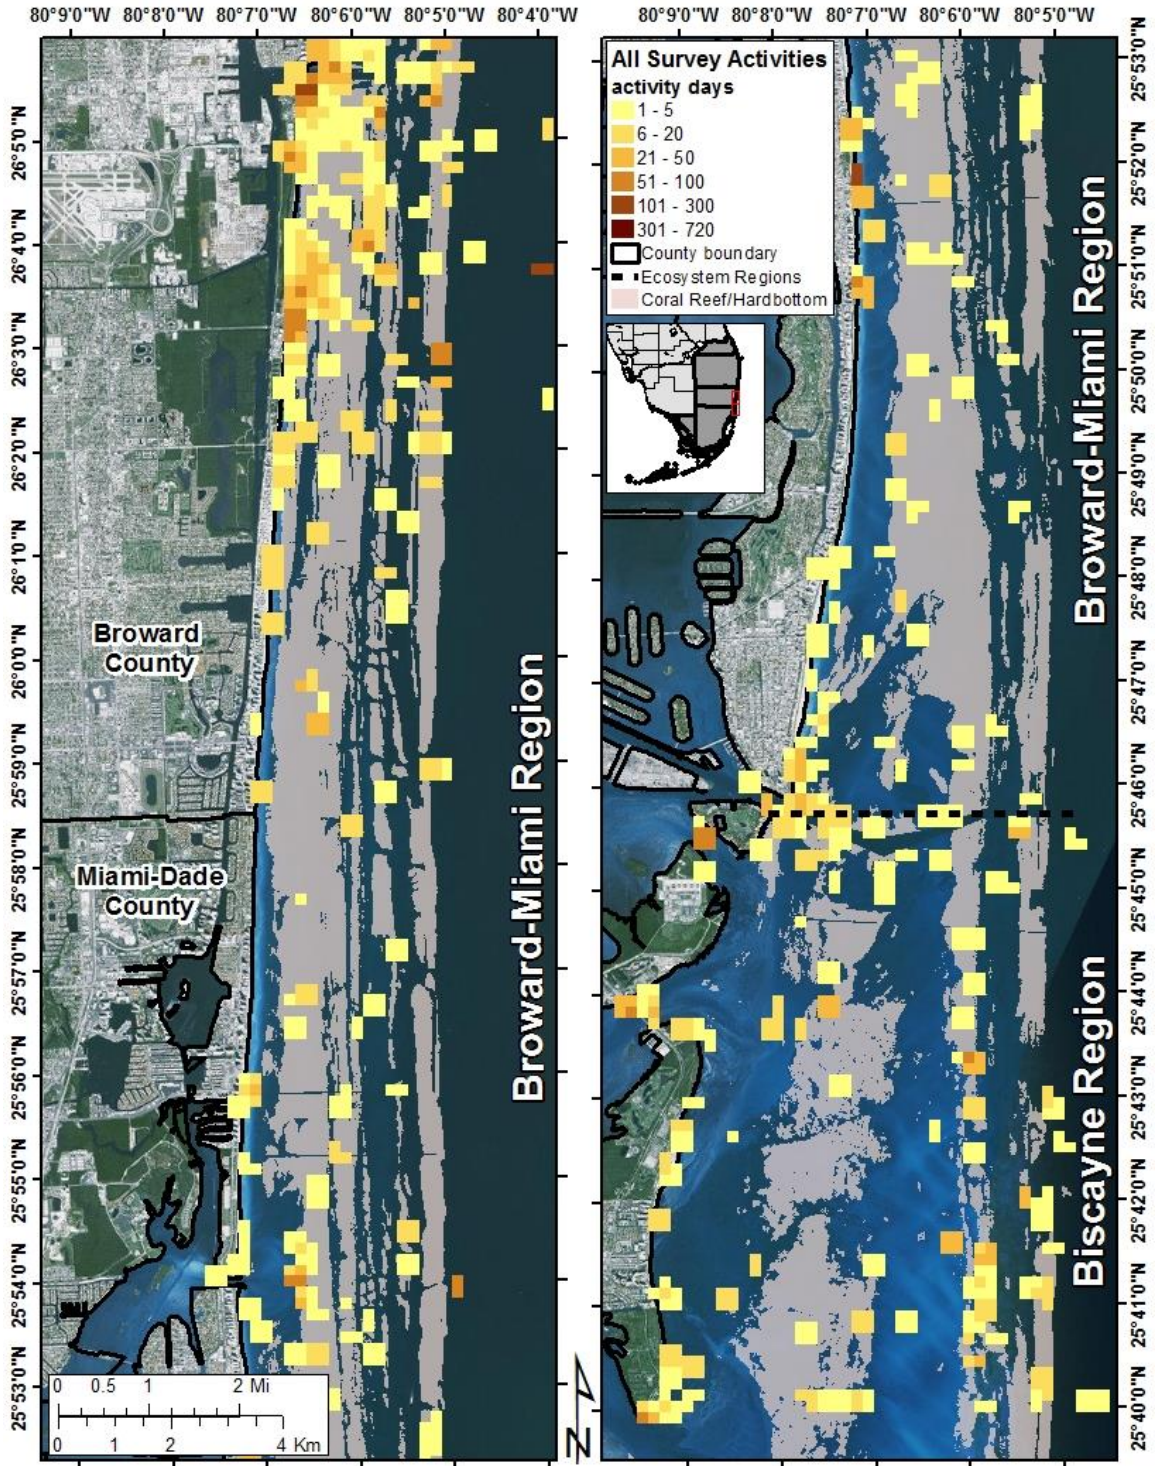 80°9'0"W 80°8'0"W 80°7'0"W 80°6'0"W 80°5'0"W 80°4'0"W
80°9'0"W 80°8'0"W 80°7'0"W 80°6'0"W 80°5'0"W
26°5'0"N
26°4'0"N
26°3'0"N
26°2'0"N
26°1'0"N
26°0'0"N
25°59'0"N
25°58'0"N
25°57'0"N
25°56'0"N
25°55'0"N
25°54'0"N
25°53'0"N
Broward
County
Miami-Dade
County
Broward-Miami Region
0 0.5 1 2 Mi
0 1 2 4 Km
N
All Survey Activities
activity days
1 - 5
6 - 20
21 - 50
51 - 100
101 - 300
301 - 720
County boundary
Ecosystem Regions
Coral Reef/Hardbottom
Broward-Miami Region
Biscayne Region
25°53'0"N
25°52'0"N
25°51'0"N
25°50'0"N
25°49'0"N
25°48'0"N
25°47'0"N
25°46'0"N
25°45'0"N
25°44'0"N
25°43'0"N
25°42'0"N
25°41'0"N
25°40'0"N